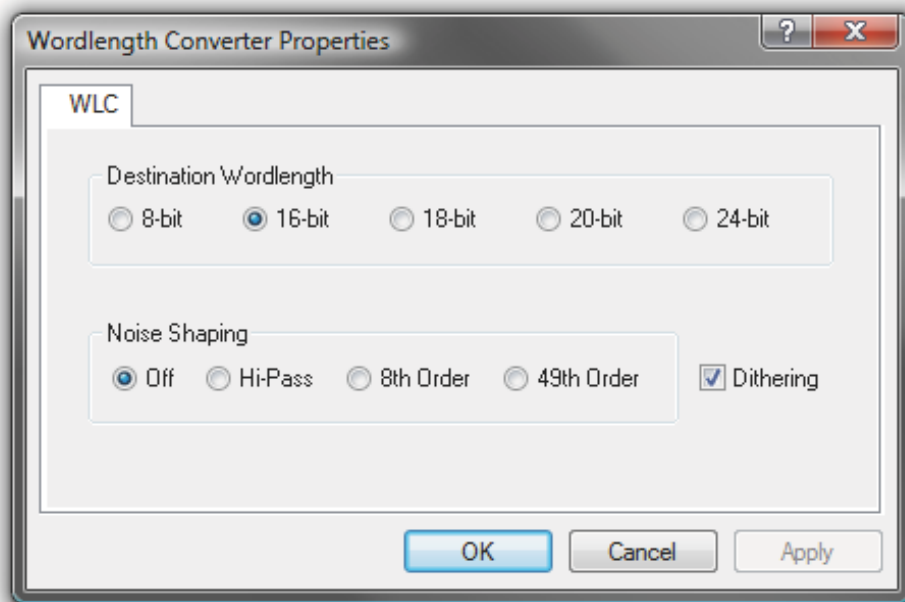 Wordlength Converter Properties
?
WLC
Destination Wordlength
8-bit 16-bit 18-bit 20-bit 24-bit
Noise Shaping
Off Hi-Pass 8th Order 49th Order Dithering
OK Cancel Apply